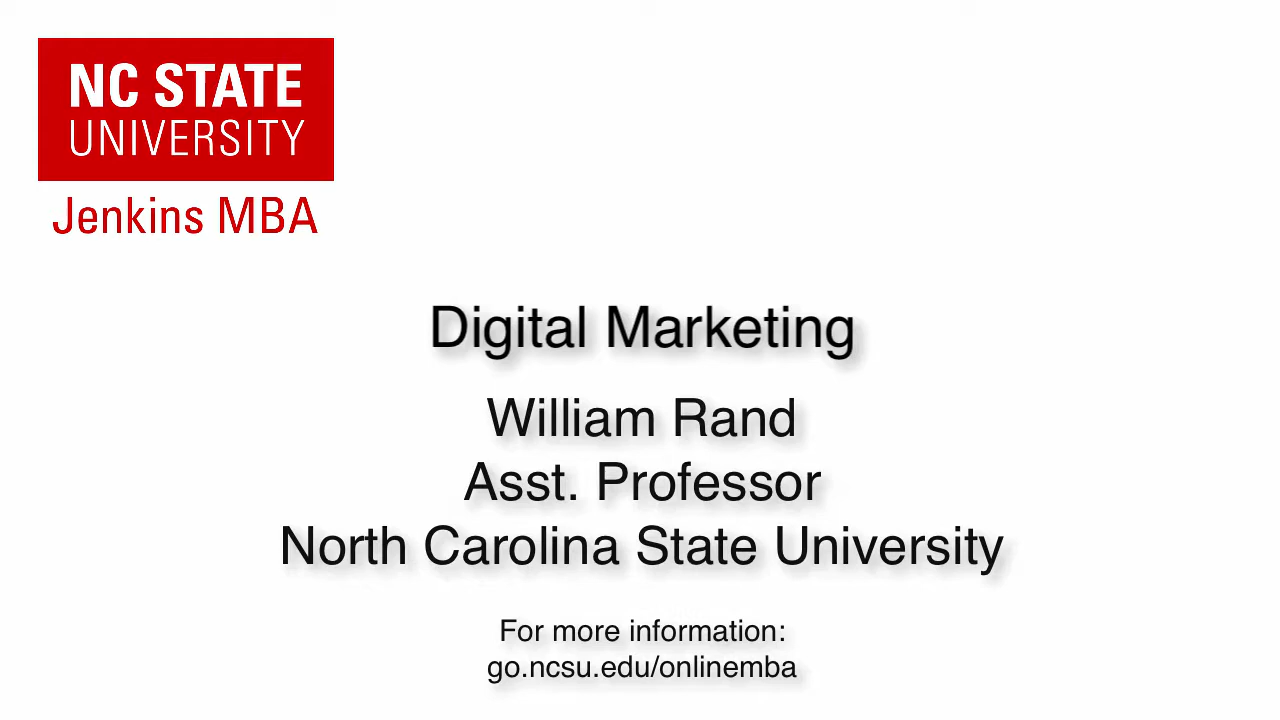 NC STATE
UNIVERSITY
Jenkins MBA
Digital Marketing
William Rand
Asst. Professor
North Carolina State University
For more information:
go.ncsu.edu/onlinemba